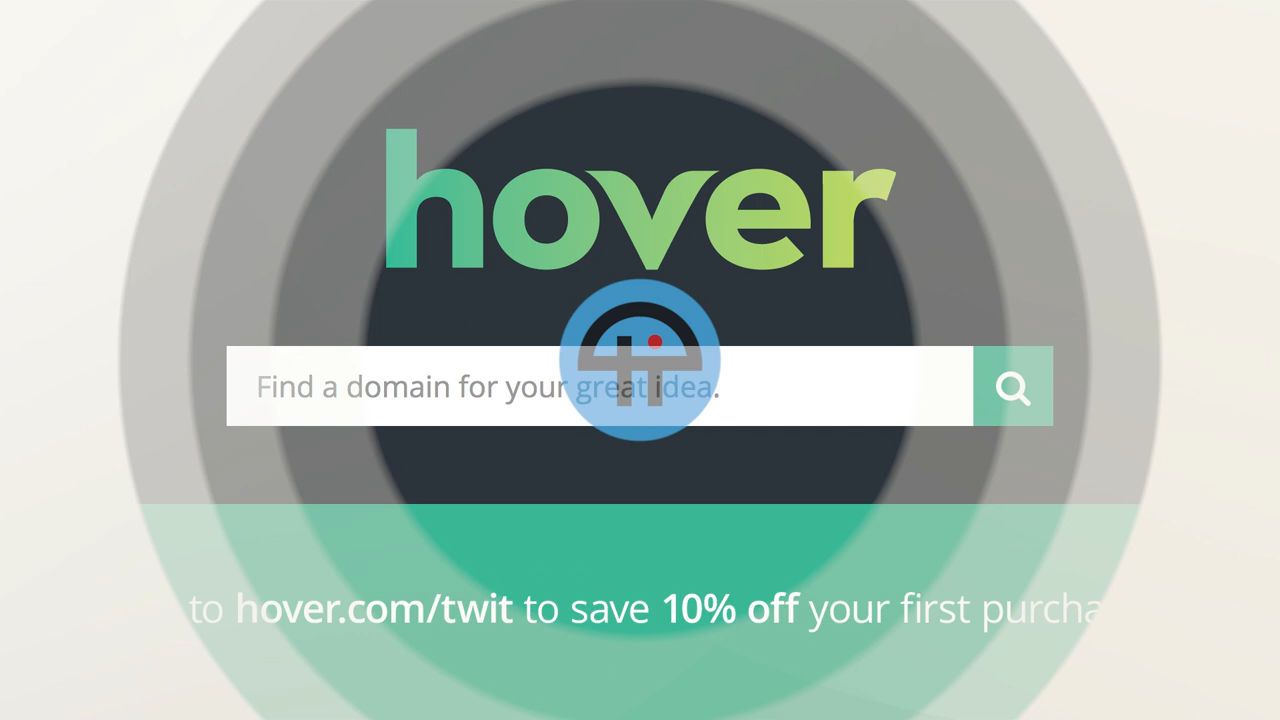 hover
Find a domain for your great idea.
to hover.com/twit to save 10% off your first purcha